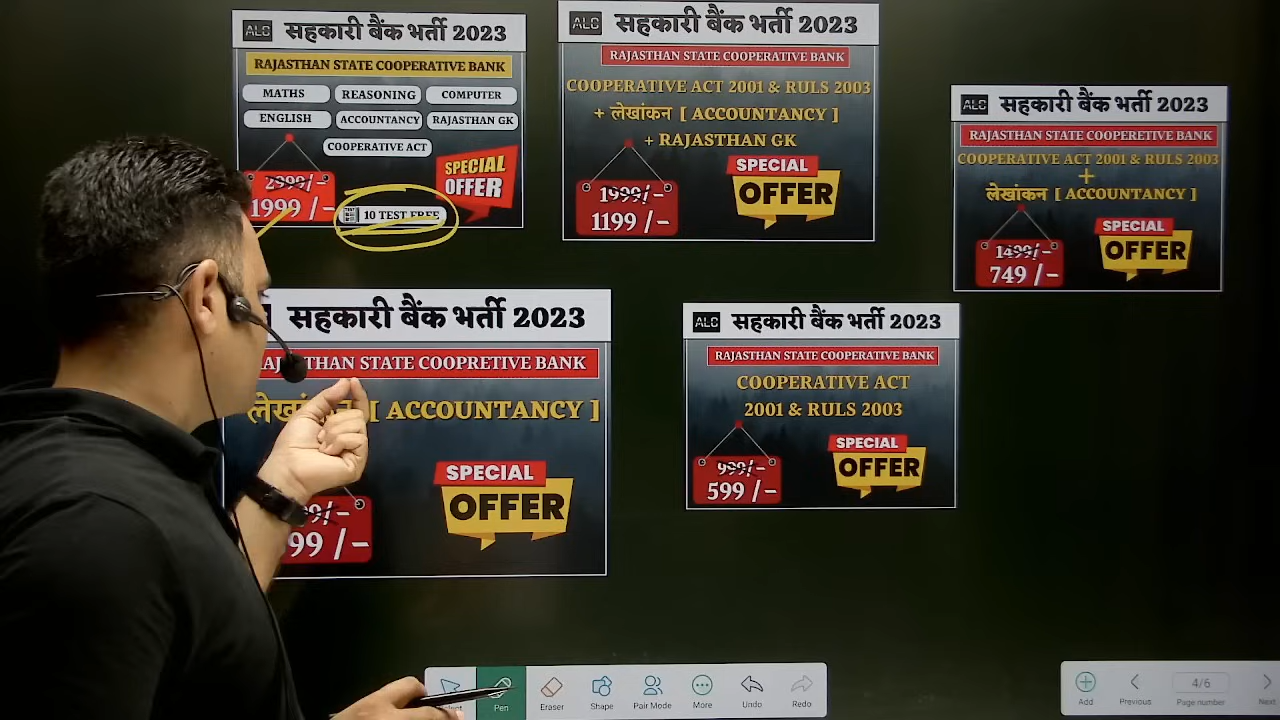 ALC सहकारी बैंक भर्ती 2023
RAJASTHAN STATE COOPERATIVE BANK
MATHS REASONING COMPUTER
ENGLISH ACCOUNTANCY RAJASTHAN GK
COOPERATIVE ACT
2999/-
1999 /-
10 TEST FREE
SPECIAL
OFFER
ALC सहकारी बैंक भर्ती 2023
RAJASTHAN STATE COOPERATIVE BANK
COOPERATIVE ACT 2001 & RULS 2003
+ लेखांकन [ ACCOUNTANCY ]
+ RAJASTHAN GK
1999/-
1199 /-
SPECIAL
OFFER
ALC सहकारी बैंक भर्ती 2023
RAJASTHAN STATE COOPERETIVE BANK
COOPERATIVE ACT 2001 & RULS 2003
+
लेखांकन [ ACCOUNTANCY ]
1499/-
749 /-
SPECIAL
OFFER
सहकारी बैंक भर्ती 2023
STATE COOPRETIVE BANK
[ ACCOUNTANCY ]
99 /-
SPECIAL
OFFER
ALC सहकारी बैंक भर्ती 2023
RAJASTHAN STATE COOPERATIVE BANK
COOPERATIVE ACT
2001 & RULS 2003
999/-
599 /-
SPECIAL
OFFER
Pen Eraser Shape Pair Mode More Undo Redo
Add Previous 4/6 Page number Next